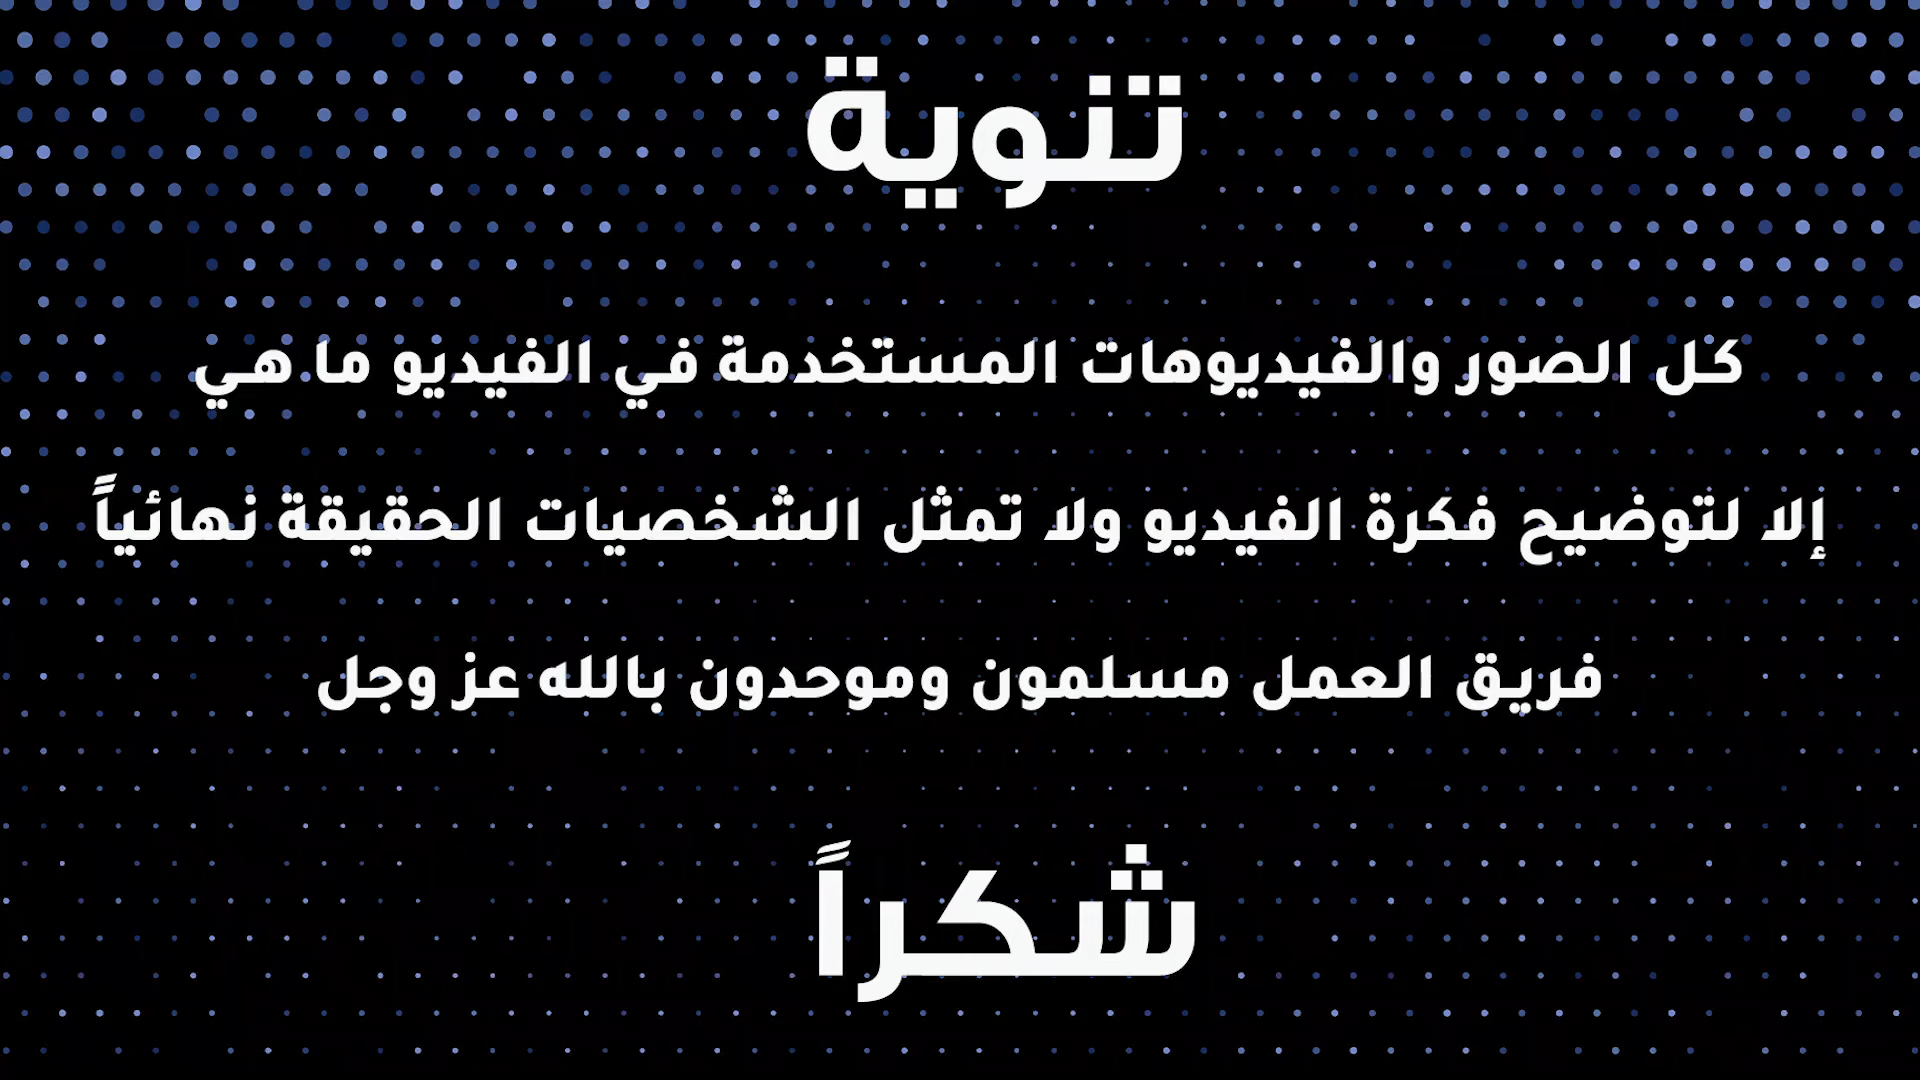 تنوية
كل الصور والفيديوهات المستخدمة في الفيديو ما هي
إلا لتوضيح فكرة الفيديو ولا تمثل الشخصيات الحقيقة نهائياً
فريق العمل مسلمون وموحدون بالله عز وجل
شكراً